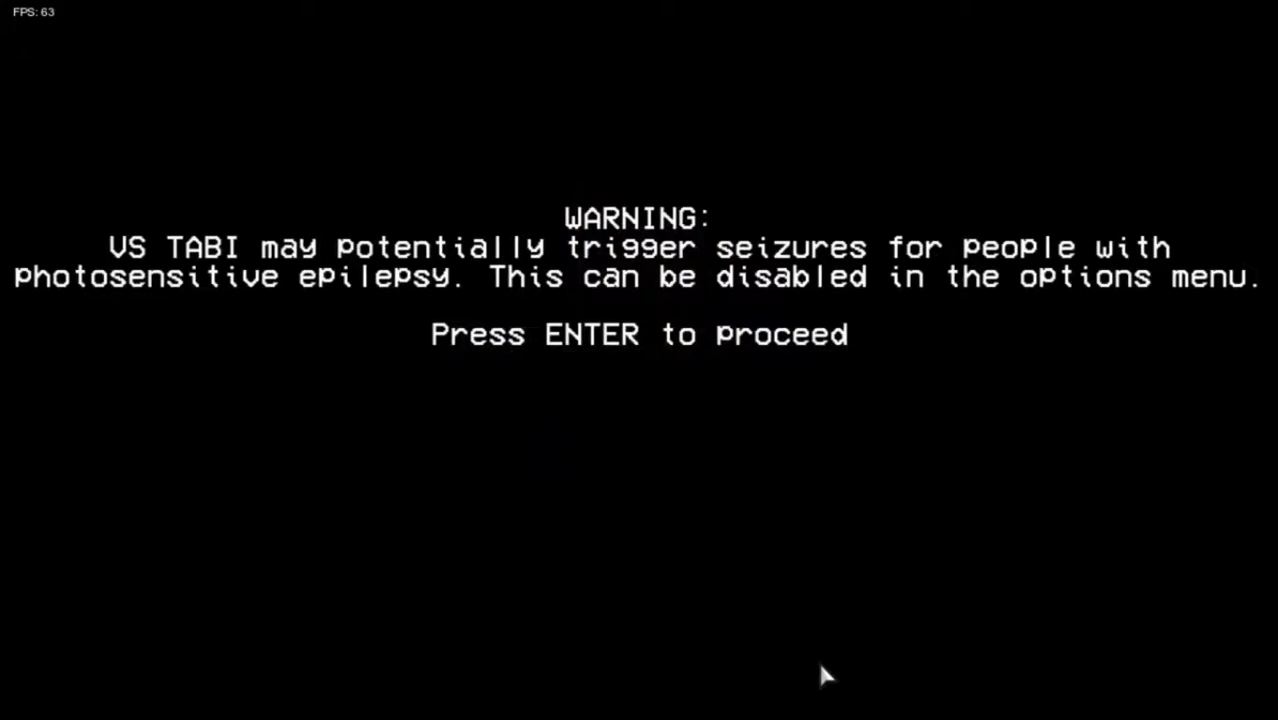 FPS: 63
WARNING:
VS TABI may potentially trigger seizures for people with
photosensitive epilepsy. This can be disabled in the options menu.
Press ENTER to proceed